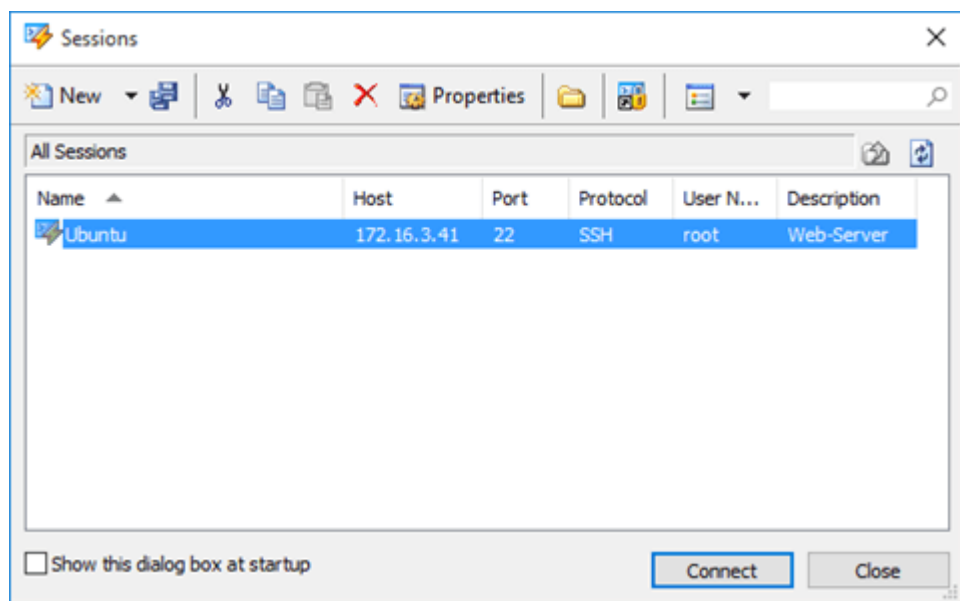 Sessions
New Properties
All Sessions
Name Host Port Protocol User N... Description
Ubuntu 172.16.3.41 22 SSH root Web-Server
Show this dialog box at startup Connect Close